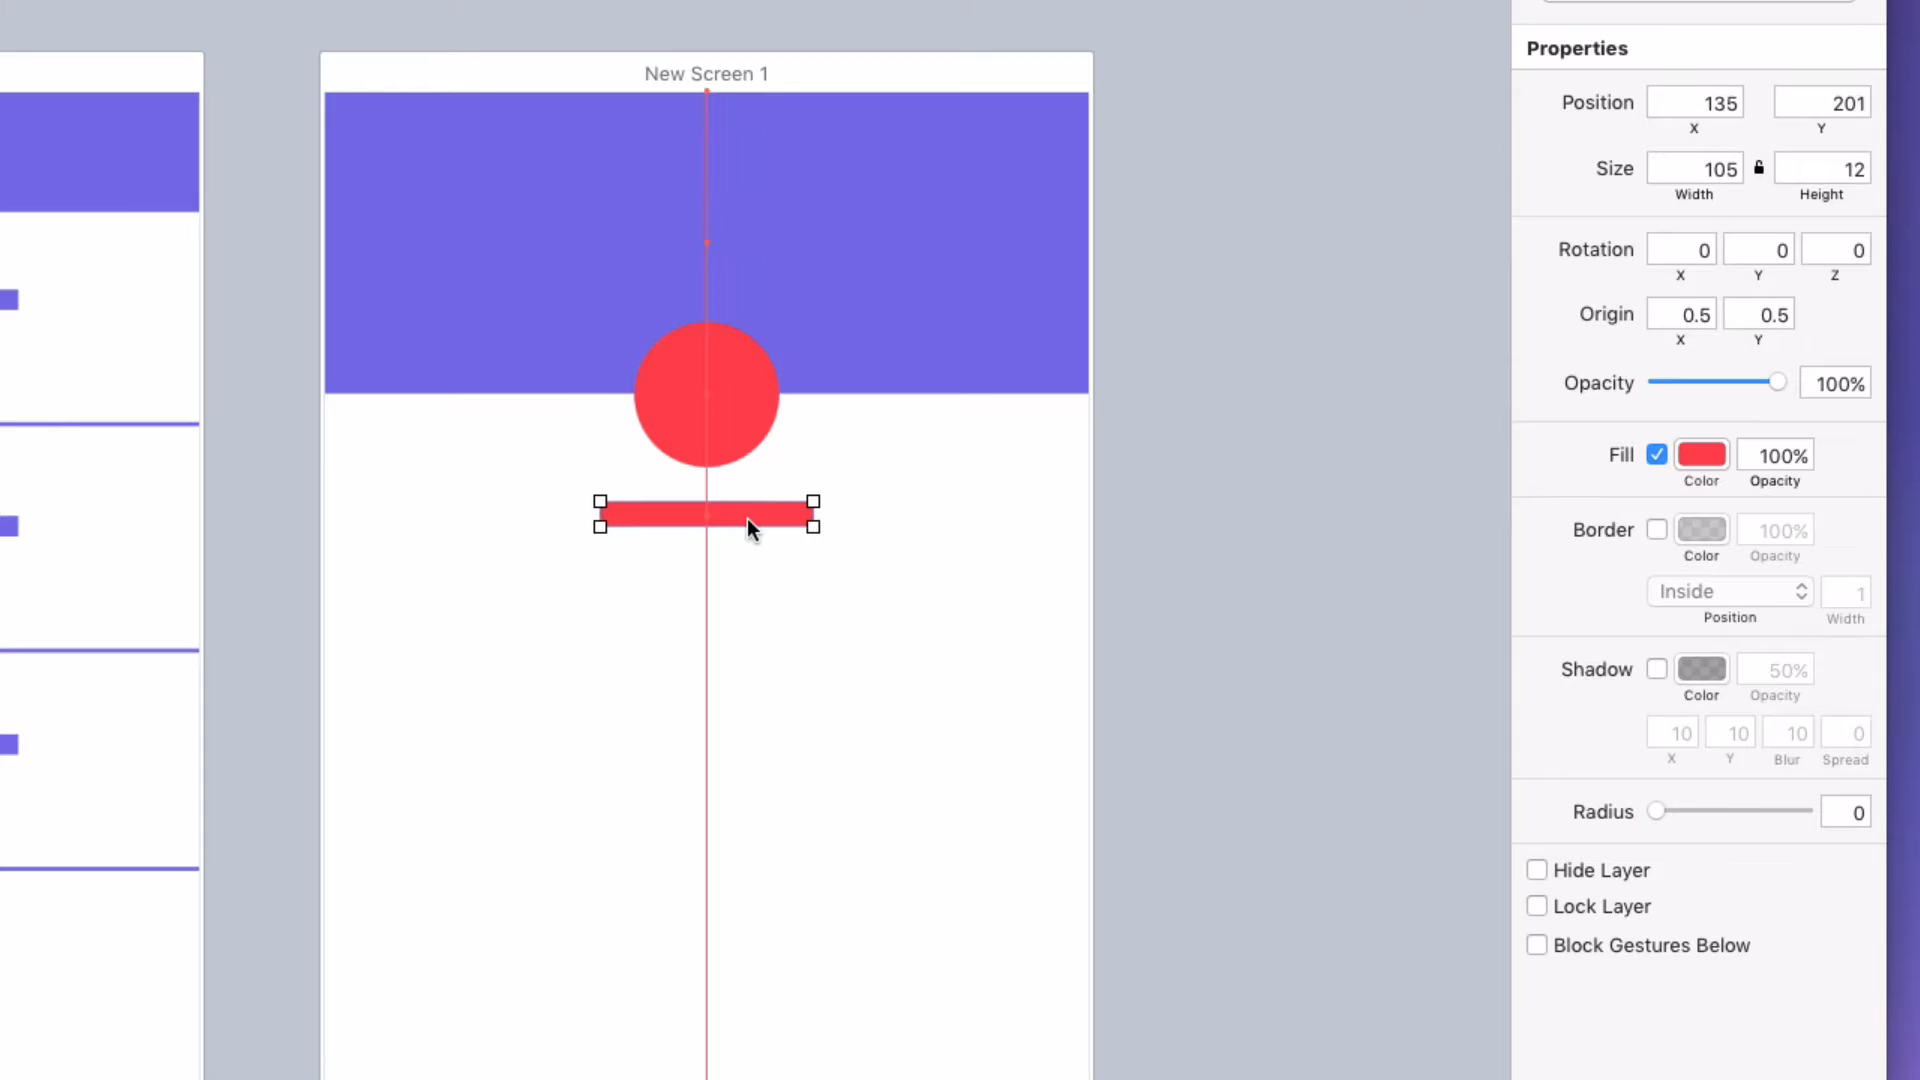 New Screen 1
Properties
Position 135 201
X Y
Size 105 12
Width Height
Rotation 0 0 0
X Y Z
Origin 0.5 0.5
X Y
Opacity 100%
Fill 100%
Color Opacity
Border 100%
Color Opacity
Inside 1
Position Width
Shadow 50%
Color Opacity
10 10 10 0
X Y Blur Spread
Radius 0
Hide Layer
Lock Layer
Block Gestures Below